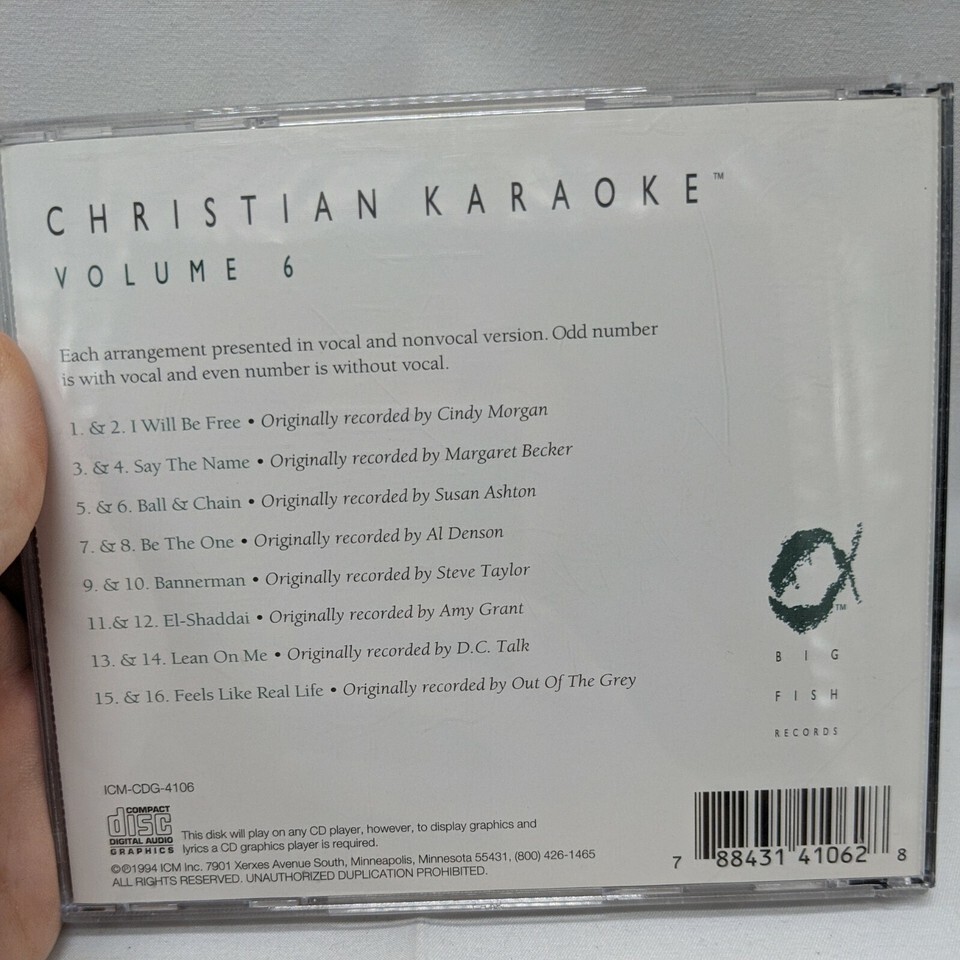 CHRISTIAN KARAOKE™
VOLUME 6
Each arrangement presented in vocal and nonvocal version. Odd number
is with vocal and even number is without vocal.
1. & 2. I Will Be Free • Originally recorded by Cindy Morgan
3. & 4. Say The Name • Originally recorded by Margaret Becker
5. & 6. Ball & Chain • Originally recorded by Susan Ashton
7. & 8. Be The One • Originally recorded by Al Denson
9. & 10. Bannerman • Originally recorded by Steve Taylor
11.& 12. El-Shaddai • Originally recorded by Amy Grant
13. & 14. Lean On Me • Originally recorded by D.C. Talk
15. & 16. Feels Like Real Life • Originally recorded by Out Of The Grey
TM
BIG
FISH
RECORDS
ICM-CDG-4106
COMPACT
disc
DIGITAL AUDIO
GRAPHICS
This disk will play on any CD player, however, to display graphics and
lyrics a CD graphics player is required.
©℗1994 ICM Inc. 7901 Xerxes Avenue South, Minneapolis, Minnesota 55431, (800) 426-1465
ALL RIGHTS RESERVED. UNAUTHORIZED DUPLICATION PROHIBITED.
7 88431 41062 8